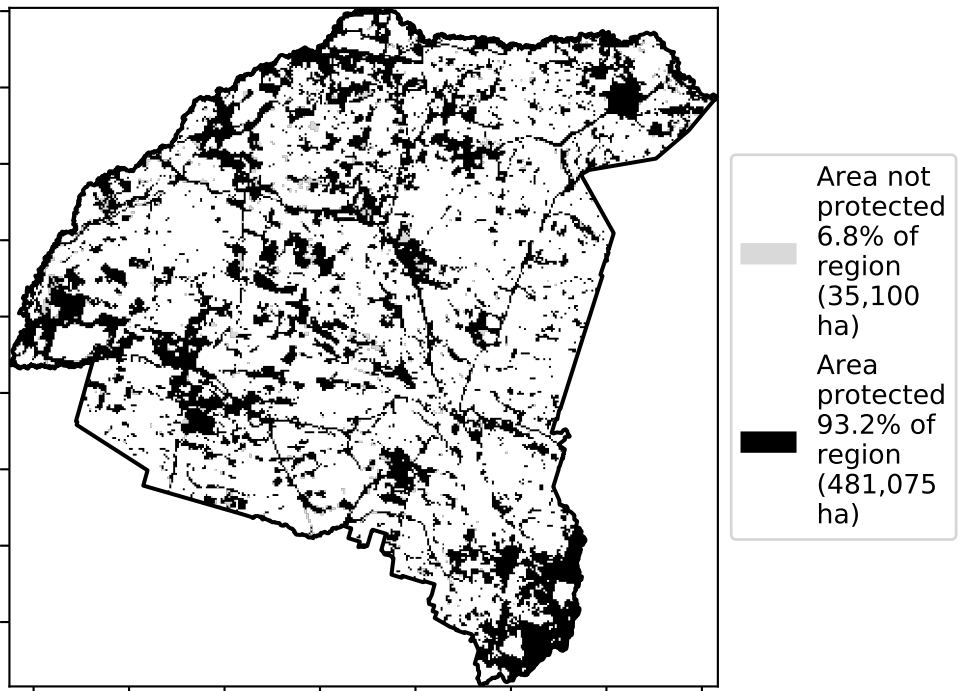 Area not
protected
6.8% of
region
(35,100
ha)
Area
protected
93.2% of
region
(481,075
ha)